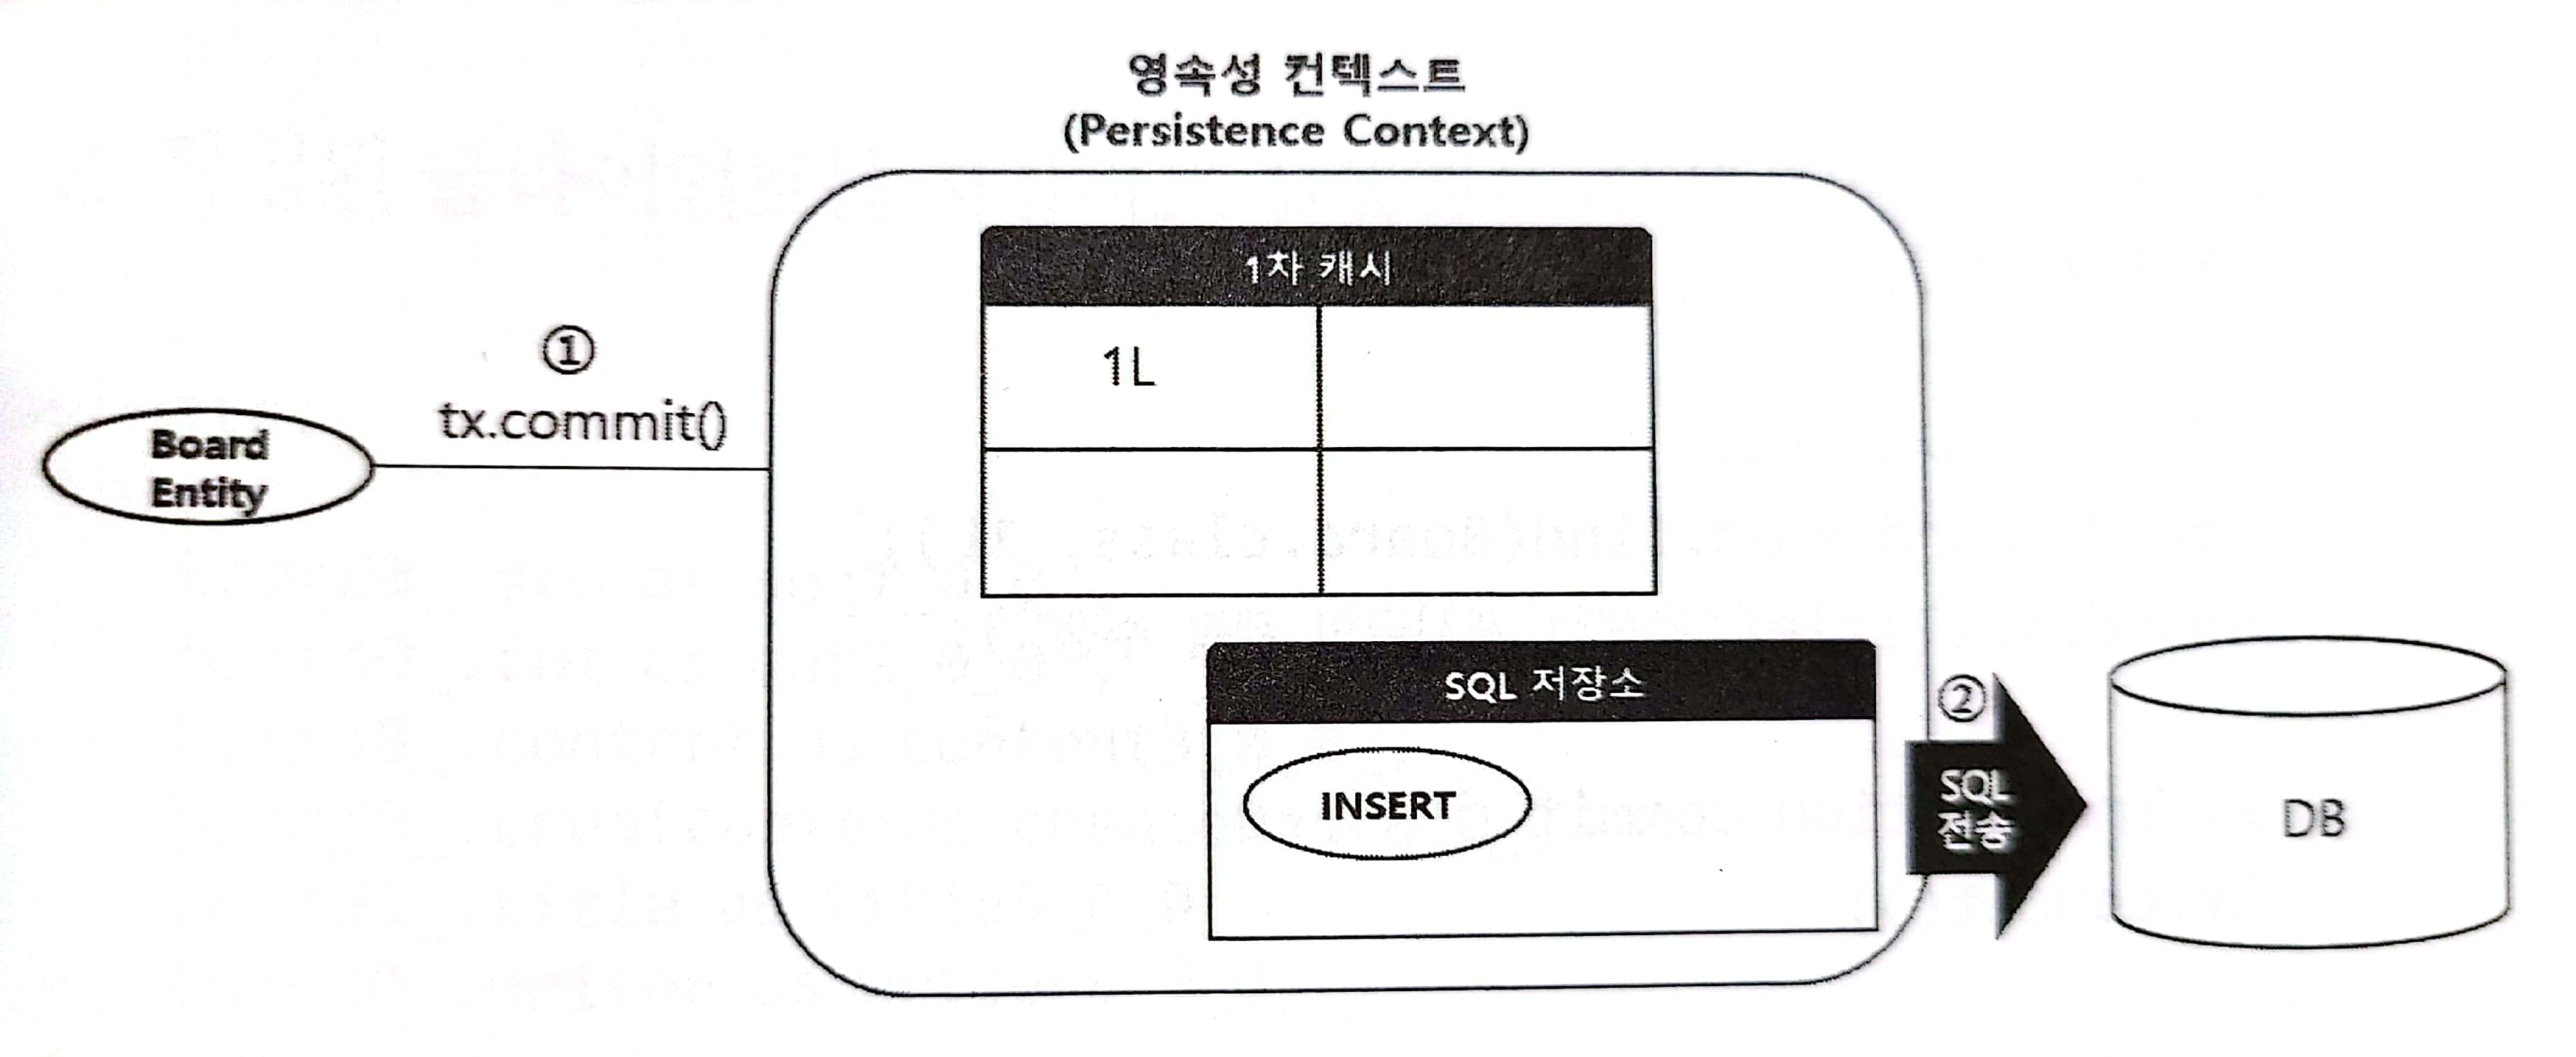 영속성 컨텍스트
(Persistence Context)
1차 캐시
1L
①
tx.commit()
Board
Entity
SQL 저장소
INSERT
②
SQL
전송
DB